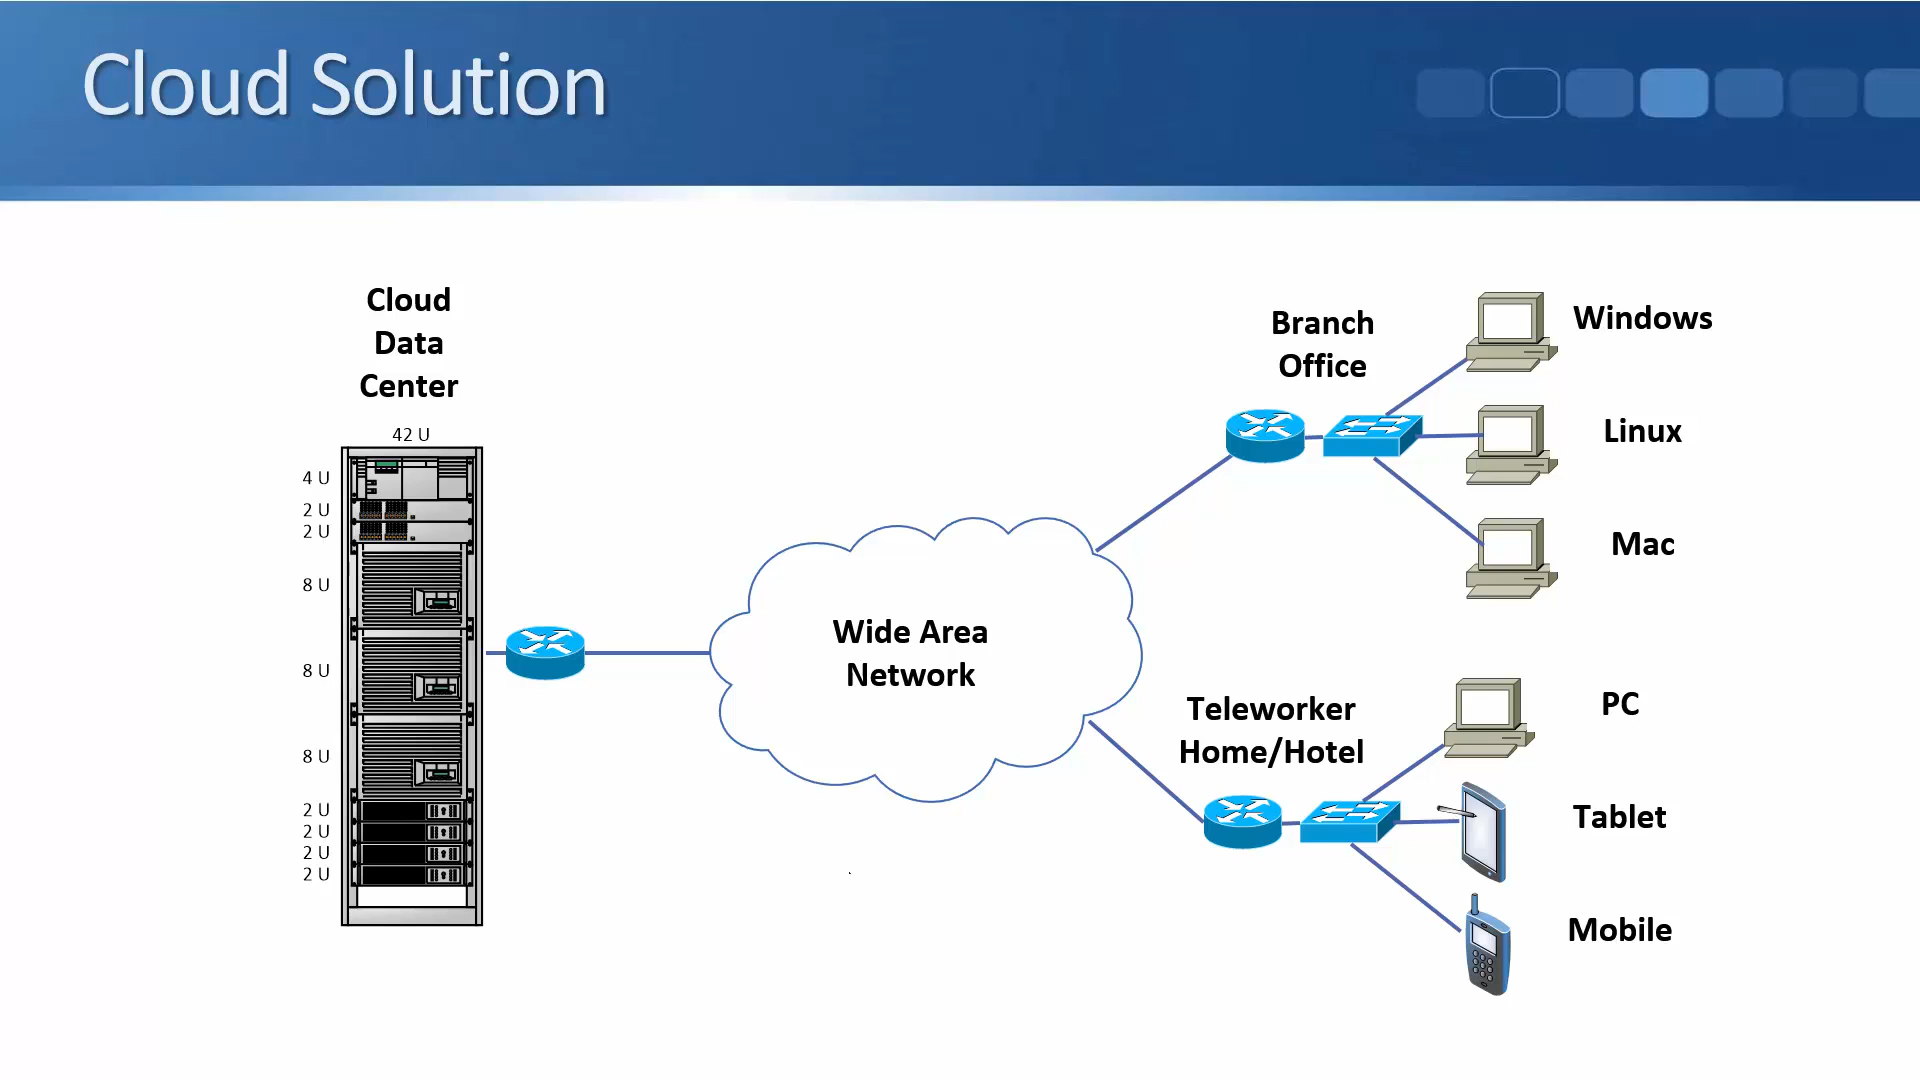 Cloud Solution
Cloud
Data
Center
42 U
4 U
2 U
2 U
8 U
8 U
8 U
2 U
2 U
2 U
2 U
Wide Area
Network
Branch
Office
Windows
Linux
Mac
Teleworker
Home/Hotel
PC
Tablet
Mobile